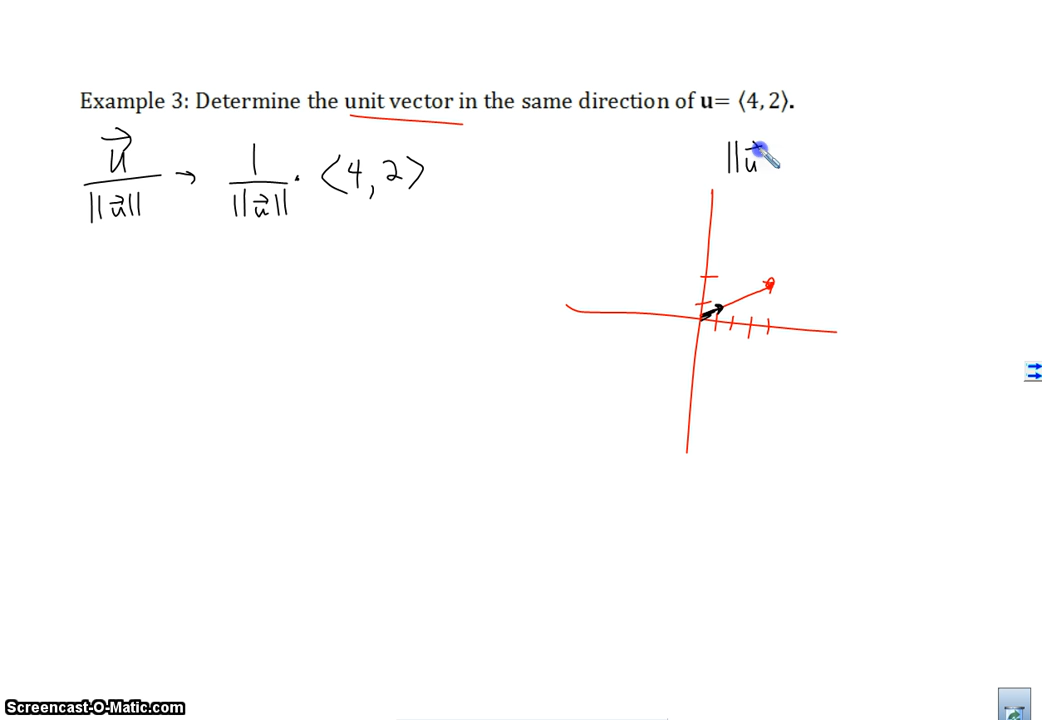 Example 3: Determine the unit vector in the same direction of u= ⟨4, 2⟩.
u⃗ / ||u⃗|| → 1 / ||u⃗|| · ⟨4, 2⟩
||u⃗
Screencast-O-Matic.com